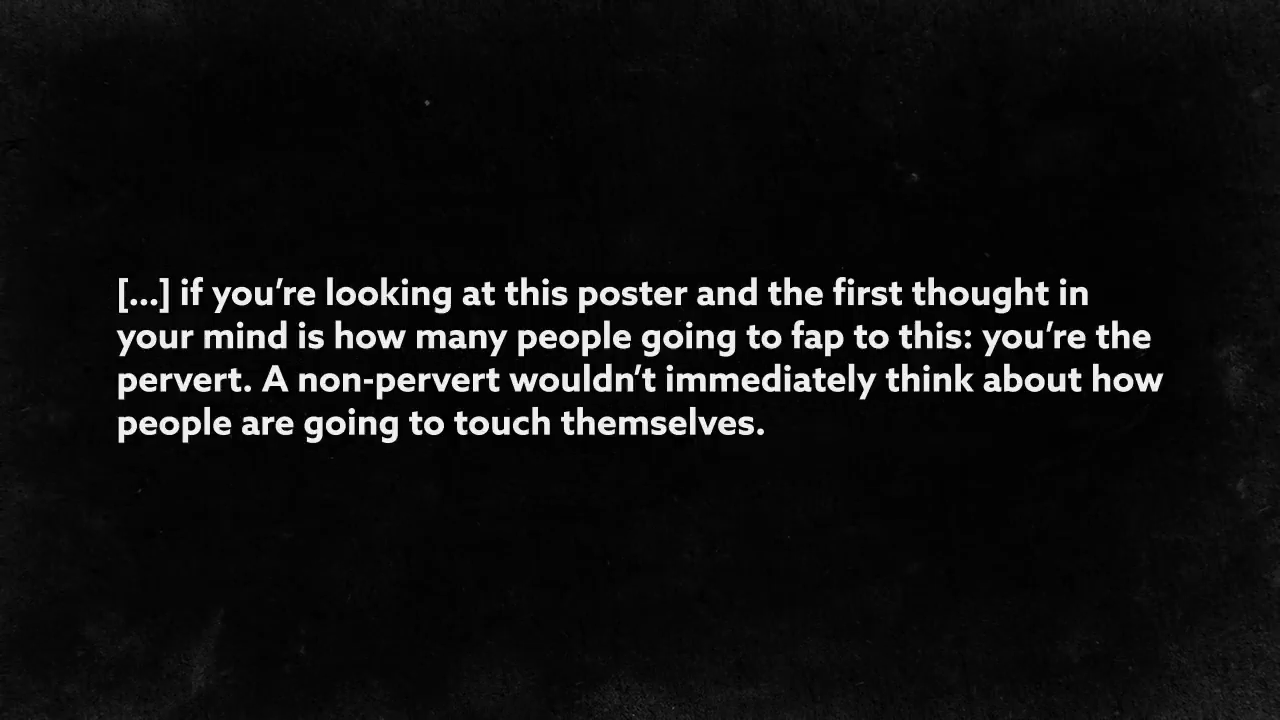 [...] if you’re looking at this poster and the first thought in
your mind is how many people going to fap to this: you’re the
pervert. A non-pervert wouldn’t immediately think about how
people are going to touch themselves.